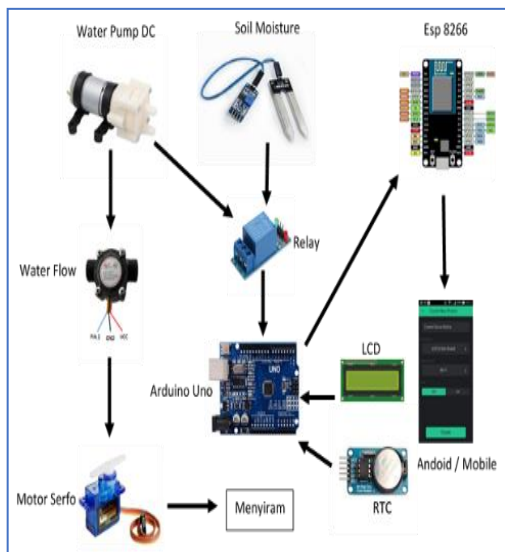 Water Pump DC
Soil Moisture
Esp 8266
Relay
Water Flow
GND
UNO
LCD
Arduino Uno
Andoid / Mobile
Motor Serfo
Menyiram
RTC